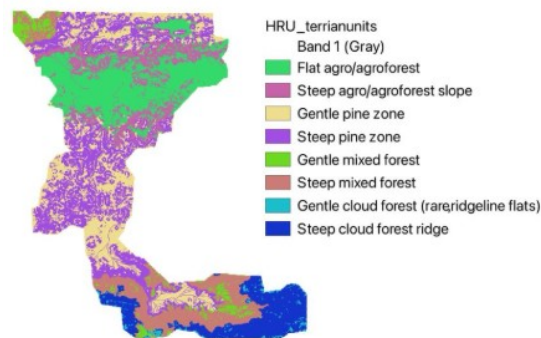 HRU_terrianunits
Band 1 (Gray)
Flat agro/agroforest
Steep agro/agroforest slope
Gentle pine zone
Steep pine zone
Gentle mixed forest
Steep mixed forest
Gentle cloud forest (rare,ridgeline flats)
Steep cloud forest ridge